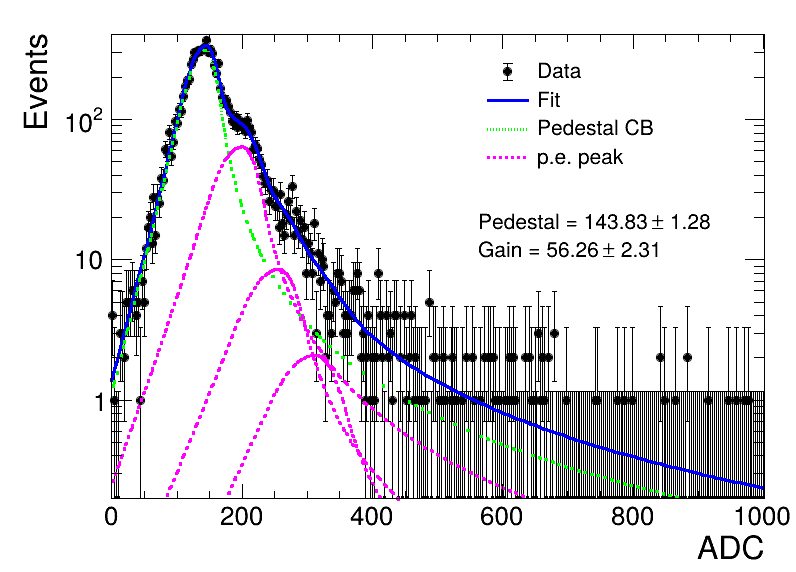 Events
10²
10
1
Data
Fit
Pedestal CB
p.e. peak
Pedestal = 143.83 ± 1.28
Gain = 56.26 ± 2.31
0 200 400 600 800 1000
ADC